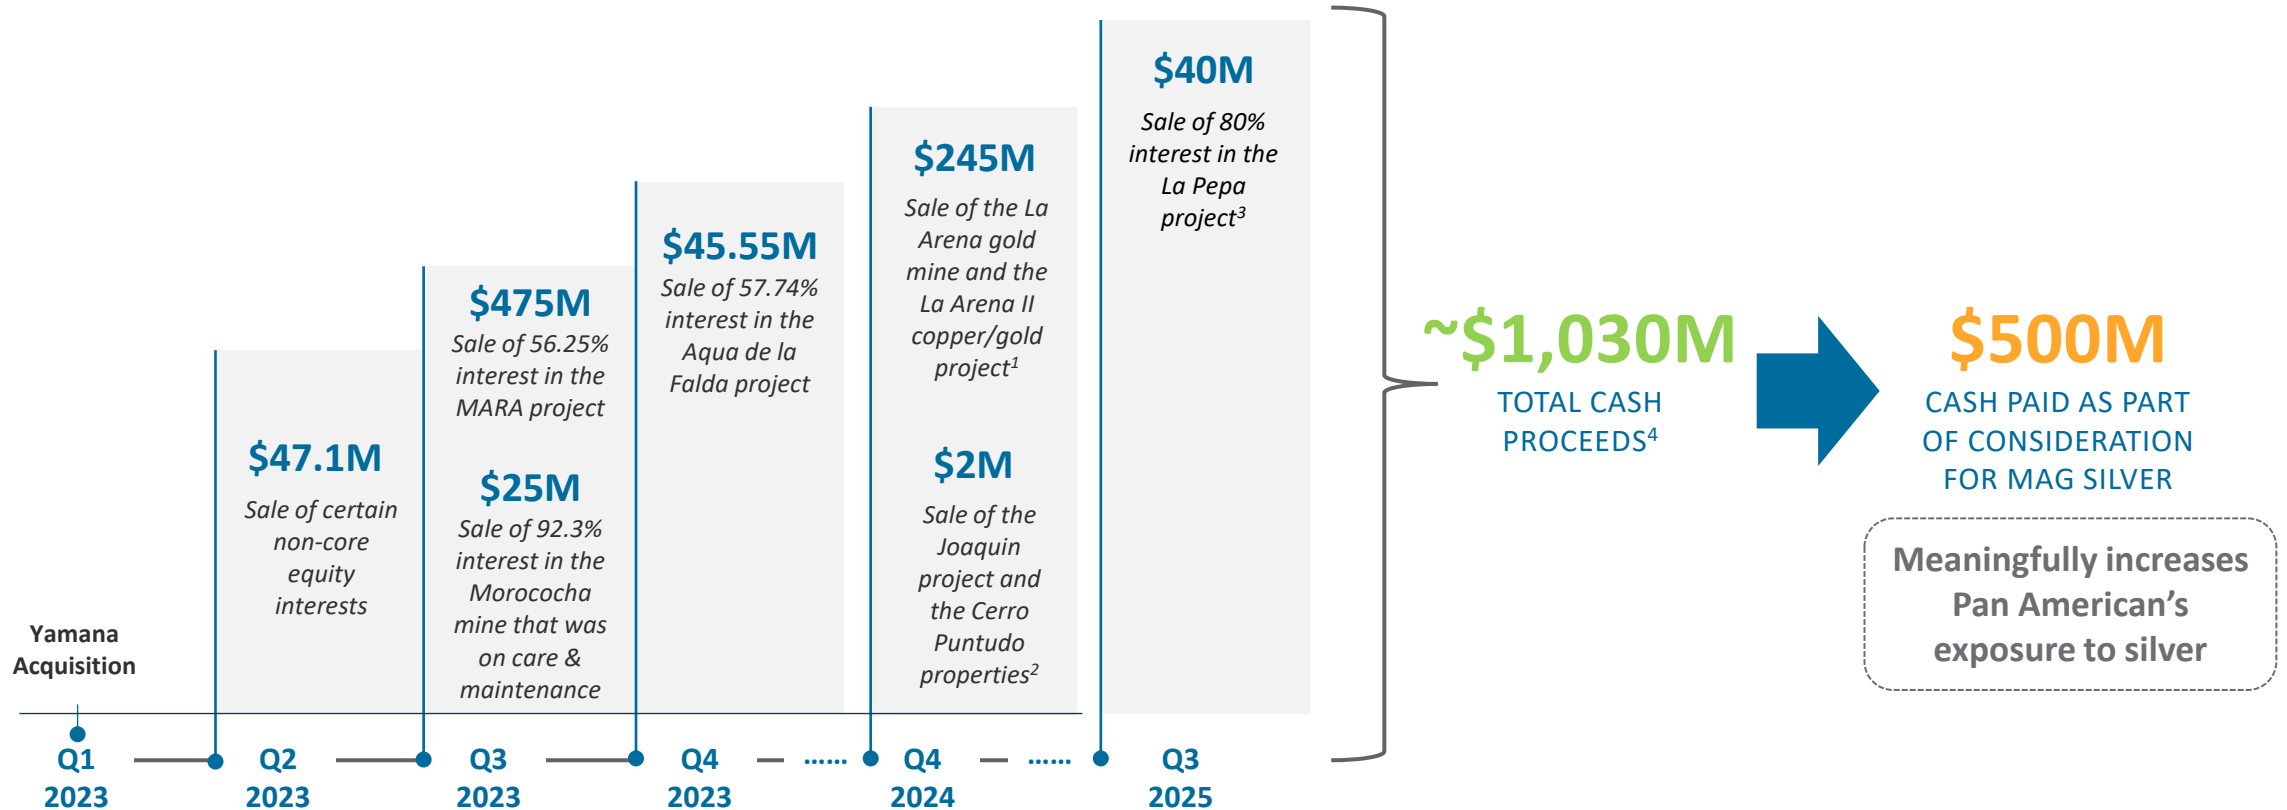 Yamana
Acquisition
$47.1M
Sale of certain
non-core
equity
interests
$475M
Sale of 56.25%
interest in the
MARA project
$25M
Sale of 92.3%
interest in the
Morococha
mine that was
on care &
maintenance
$45.55M
Sale of 57.74%
interest in the
Aqua de la
Falda project
$245M
Sale of the La
Arena gold
mine and the
La Arena II
copper/gold
project¹
$2M
Sale of the
Joaquin
project and
the Cerro
Puntudo
properties²
$40M
Sale of 80%
interest in the
La Pepa
project³
Q1
2023
Q2
2023
Q3
2023
Q4
2023
......
Q4
2024
......
Q3
2025
~$1,030M
TOTAL CASH
PROCEEDS⁴
$500M
CASH PAID AS PART
OF CONSIDERATION
FOR MAG SILVER
Meaningfully increases
Pan American’s
exposure to silver